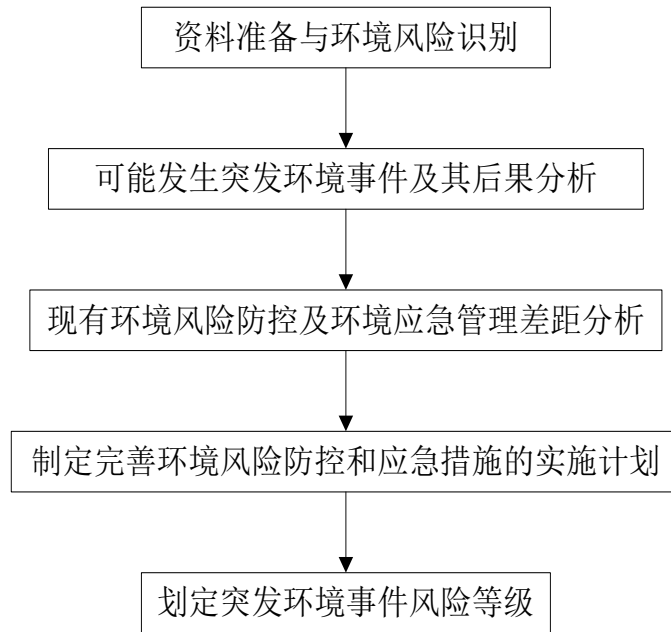 资料准备与环境风险识别
可能发生突发环境事件及其后果分析
现有环境风险防控及环境应急管理差距分析
制定完善环境风险防控和应急措施的实施计划
划定突发环境事件风险等级